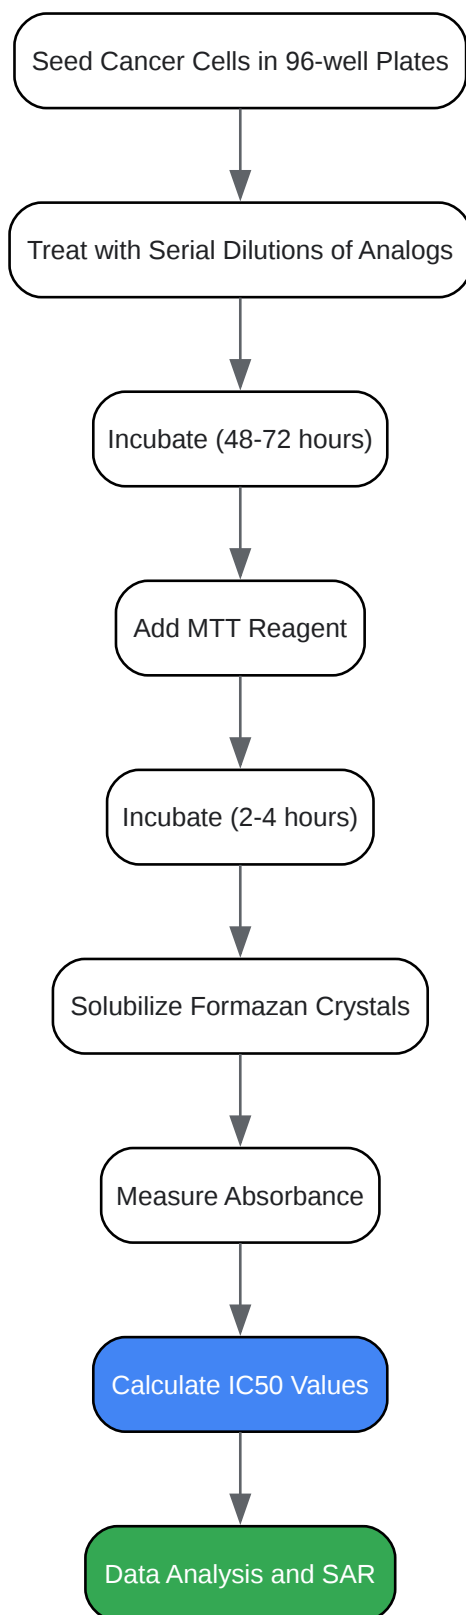 Seed Cancer Cells in 96-well Plates
Treat with Serial Dilutions of Analogs
Incubate (48-72 hours)
Add MTT Reagent
Incubate (2-4 hours)
Solubilize Formazan Crystals
Measure Absorbance
Calculate IC50 Values
Data Analysis and SAR